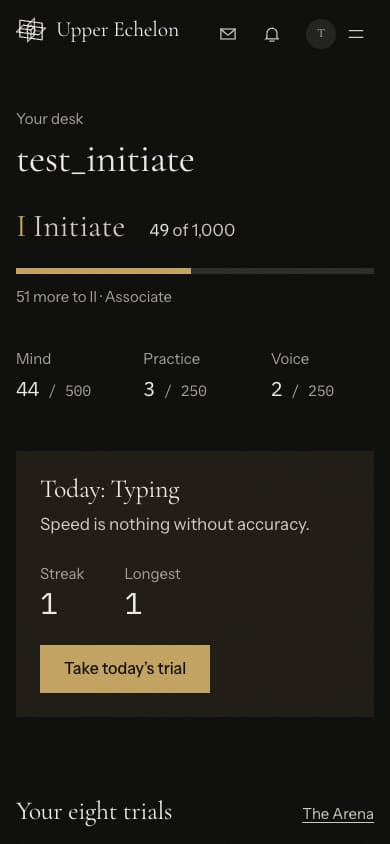 Upper Echelon
T
Your desk
test_initiate
I Initiate 49 of 1,000
51 more to II · Associate
Mind Practice Voice
44 / 500 3 / 250 2 / 250
Today: Typing
Speed is nothing without accuracy.
Streak Longest
1 1
Take today’s trial
Your eight trials The Arena